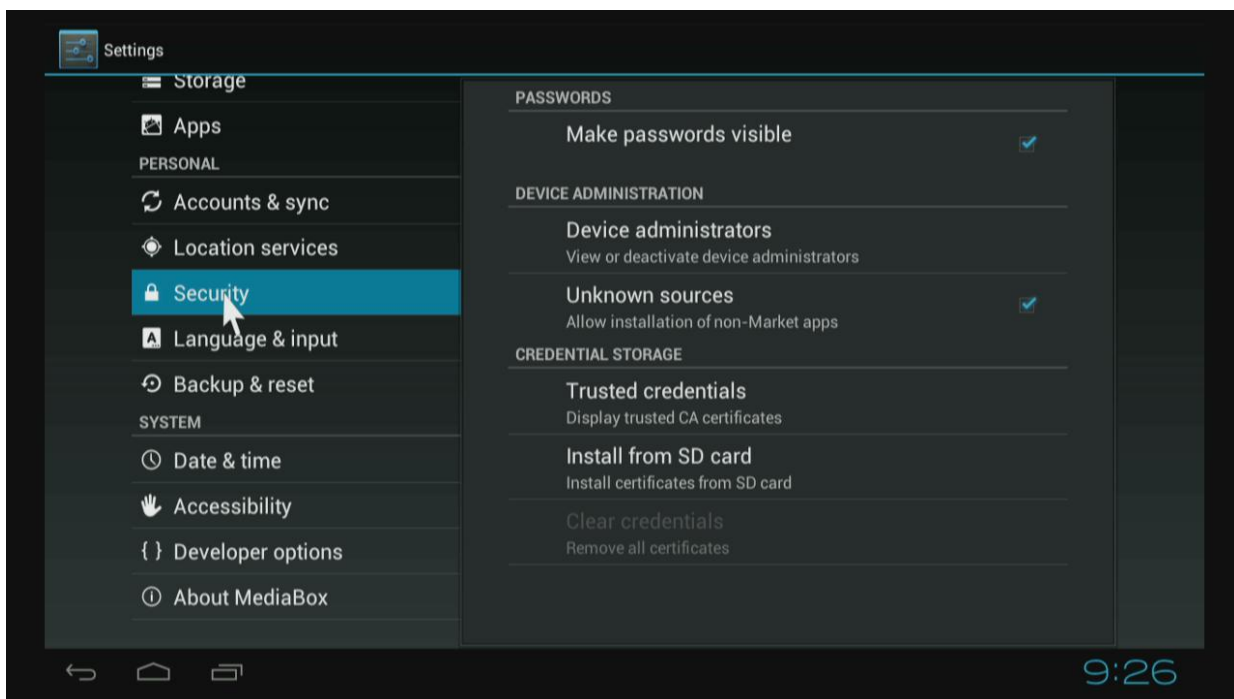 Settings
Storage
Apps
PERSONAL
Accounts & sync
Location services
Security
Language & input
Backup & reset
SYSTEM
Date & time
Accessibility
{ } Developer options
About MediaBox
PASSWORDS
Make passwords visible
DEVICE ADMINISTRATION
Device administrators
View or deactivate device administrators
Unknown sources
Allow installation of non-Market apps
CREDENTIAL STORAGE
Trusted credentials
Display trusted CA certificates
Install from SD card
Install certificates from SD card
Clear credentials
Remove all certificates
9:26